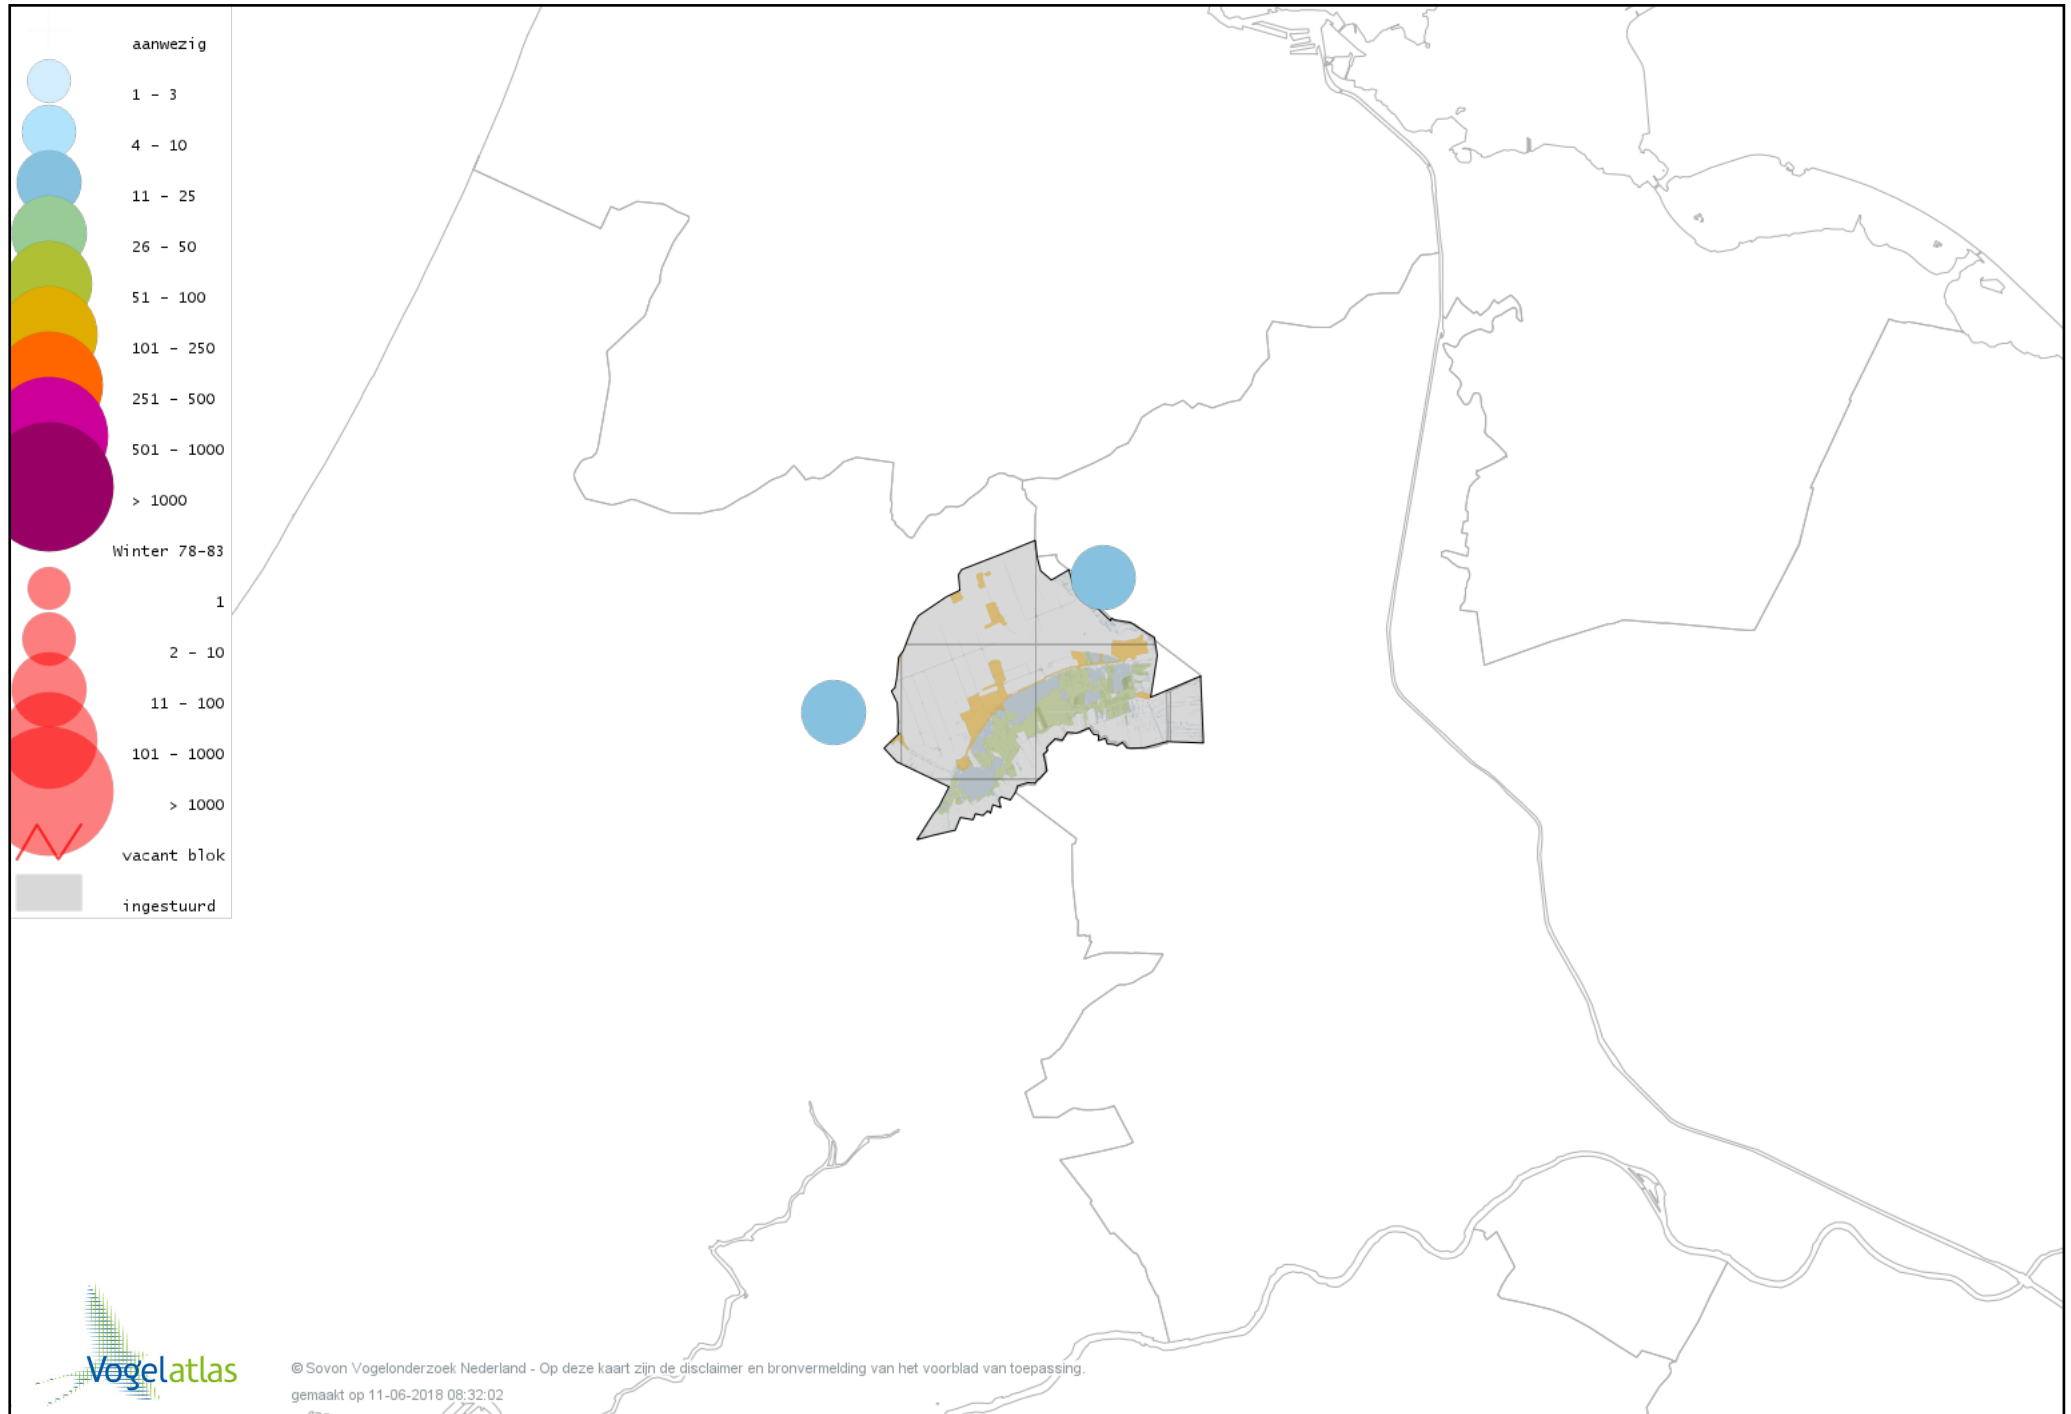 aanwezig
1 – 3
4 – 10
11 – 25
26 – 50
51 – 100
101 – 250
251 – 500
501 – 1000
> 1000
Winter 78-83
1
2 – 10
11 – 100
101 – 1000
> 1000
vacant blok
ingestuurd
Vogelatlas
© Sovon Vogelonderzoek Nederland - Op deze kaart zijn de disclaimer en bronvermelding van het voorblad van toepassing.
gemaakt op 11-06-2018 08:32:02